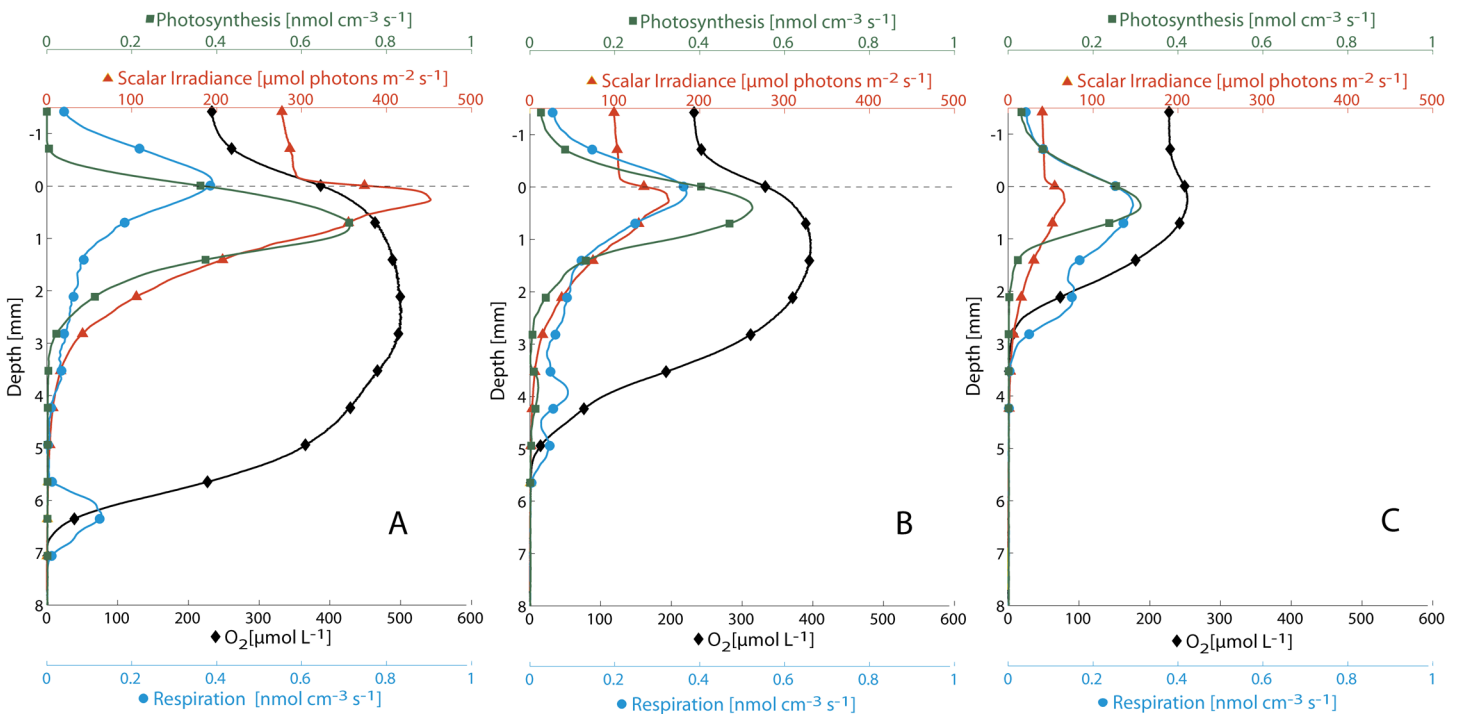 Photosynthesis [nmol cm-3 s-1]
0 0.2 0.4 0.6 0.8 1
Scalar Irradiance [µmol photons m-2 s-1]
0 100 200 300 400 500
-1
0
1
2
3
4
5
6
7
8
Depth [mm]
A
0 100 200 300 400 500 600
O2[µmol L-1]
0 0.2 0.4 0.6 0.8 1
Respiration [nmol cm-3 s-1]
Photosynthesis [nmol cm-3 s-1]
0 0.2 0.4 0.6 0.8 1
Scalar Irradiance [µmol photons m-2 s-1]
0 100 200 300 400 500
-1
0
1
2
3
4
5
6
7
8
Depth [mm]
B
0 100 200 300 400 500 600
O2[µmol L-1]
0 0.2 0.4 0.6 0.8 1
Respiration [nmol cm-3 s-1]
Photosynthesis [nmol cm-3 s-1]
0 0.2 0.4 0.6 0.8 1
Scalar Irradiance [µmol photons m-2 s-1]
0 100 200 300 400 500
-1
0
1
2
3
4
5
6
7
8
Depth [mm]
C
0 100 200 300 400 500 600
O2[µmol L-1]
0 0.2 0.4 0.6 0.8 1
Respiration [nmol cm-3 s-1]